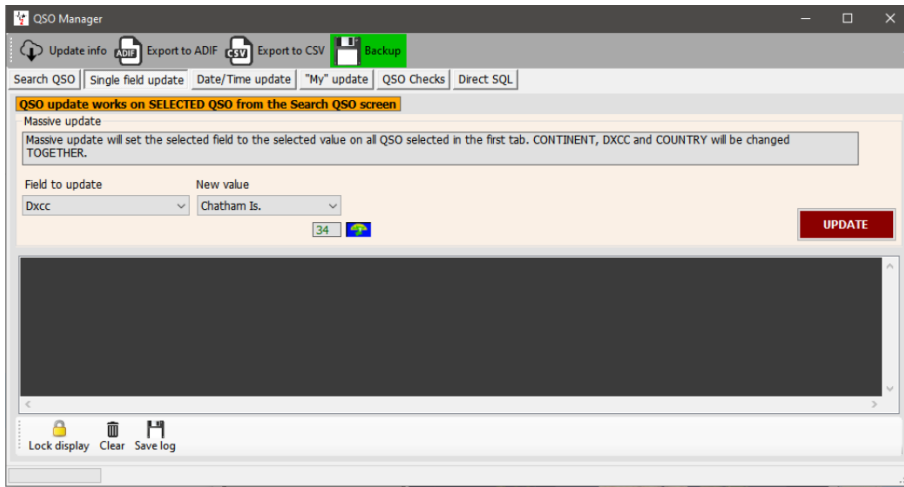 QSO Manager
Update info ADIF Export to ADIF CSV Export to CSV Backup
Search QSO Single field update Date/Time update "My" update QSO Checks Direct SQL
QSO update works on SELECTED QSO from the Search QSO screen
Massive update
Massive update will set the selected field to the selected value on all QSO selected in the first tab. CONTINENT, DXCC and COUNTRY will be changed
TOGETHER.
Field to update New value
Dxcc Chatham Is.
34
UPDATE
Lock display Clear Save log